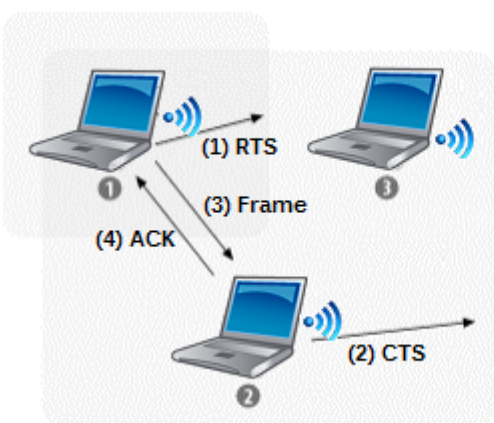 (1) RTS
1
3
(3) Frame
(4) ACK
(2) CTS
2